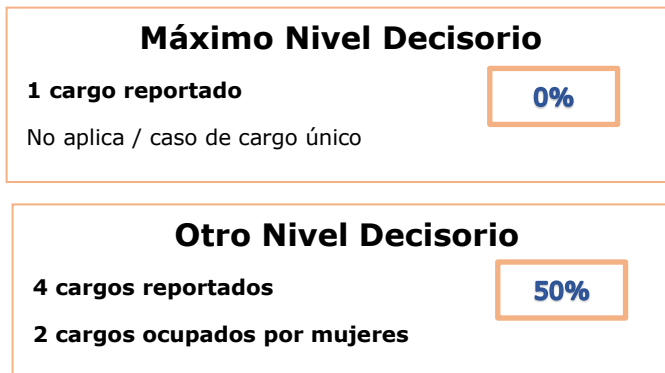 Máximo Nivel Decisorio
1 cargo reportado
0%
No aplica / caso de cargo único
Otro Nivel Decisorio
4 cargos reportados
50%
2 cargos ocupados por mujeres